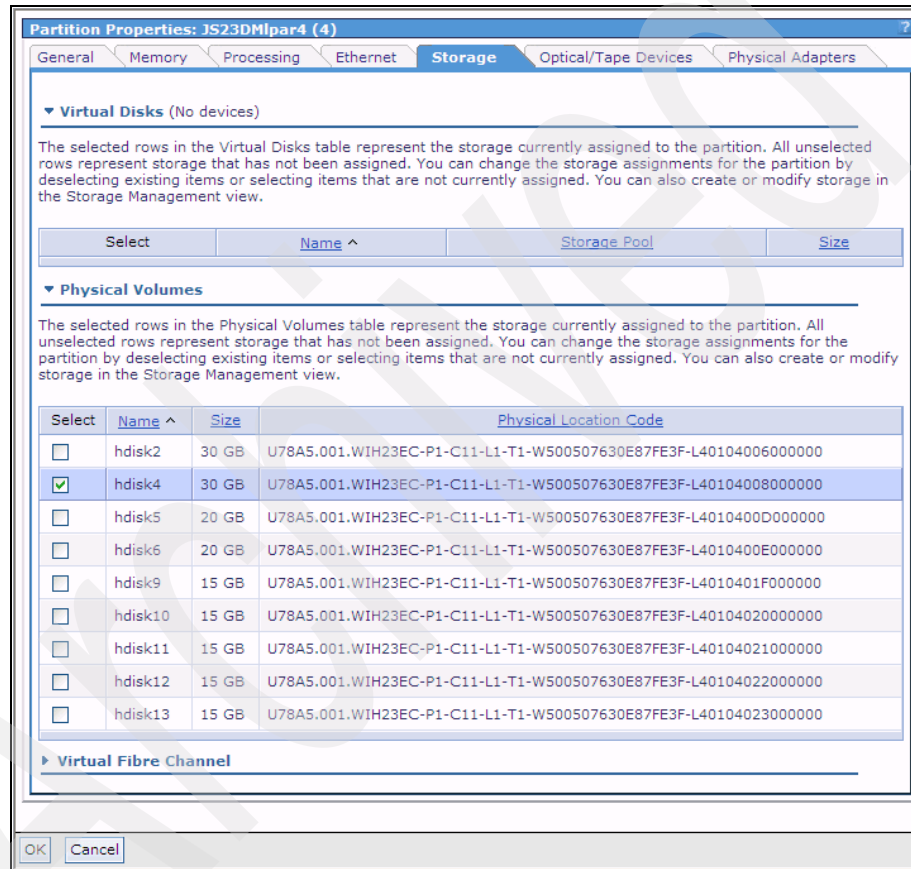 Partition Properties: JS23DMlpar4 (4) ?
General Memory Processing Ethernet Storage Optical/Tape Devices Physical Adapters
Virtual Disks (No devices)
The selected rows in the Virtual Disks table represent the storage currently assigned to the partition. All unselected
rows represent storage that has not been assigned. You can change the storage assignments for the partition by
deselecting existing items or selecting items that are not currently assigned. You can also create or modify storage in
the Storage Management view.
Select Name ^ Storage Pool Size
Physical Volumes
The selected rows in the Physical Volumes table represent the storage currently assigned to the partition. All
unselected rows represent storage that has not been assigned. You can change the storage assignments for the
partition by deselecting existing items or selecting items that are not currently assigned. You can also create or modify
storage in the Storage Management view.
Select Name ^ Size Physical Location Code
hdisk2 30 GB U78A5.001.WIH23EC-P1-C11-L1-T1-W500507630E87FE3F-L40104006000000
hdisk4 30 GB U78A5.001.WIH23EC-P1-C11-L1-T1-W500507630E87FE3F-L40104008000000
hdisk5 20 GB U78A5.001.WIH23EC-P1-C11-L1-T1-W500507630E87FE3F-L4010400D000000
hdisk6 20 GB U78A5.001.WIH23EC-P1-C11-L1-T1-W500507630E87FE3F-L4010400E000000
hdisk9 15 GB U78A5.001.WIH23EC-P1-C11-L1-T1-W500507630E87FE3F-L4010401F000000
hdisk10 15 GB U78A5.001.WIH23EC-P1-C11-L1-T1-W500507630E87FE3F-L40104020000000
hdisk11 15 GB U78A5.001.WIH23EC-P1-C11-L1-T1-W500507630E87FE3F-L40104021000000
hdisk12 15 GB U78A5.001.WIH23EC-P1-C11-L1-T1-W500507630E87FE3F-L40104022000000
hdisk13 15 GB U78A5.001.WIH23EC-P1-C11-L1-T1-W500507630E87FE3F-L40104023000000
Virtual Fibre Channel
OK Cancel
Archived